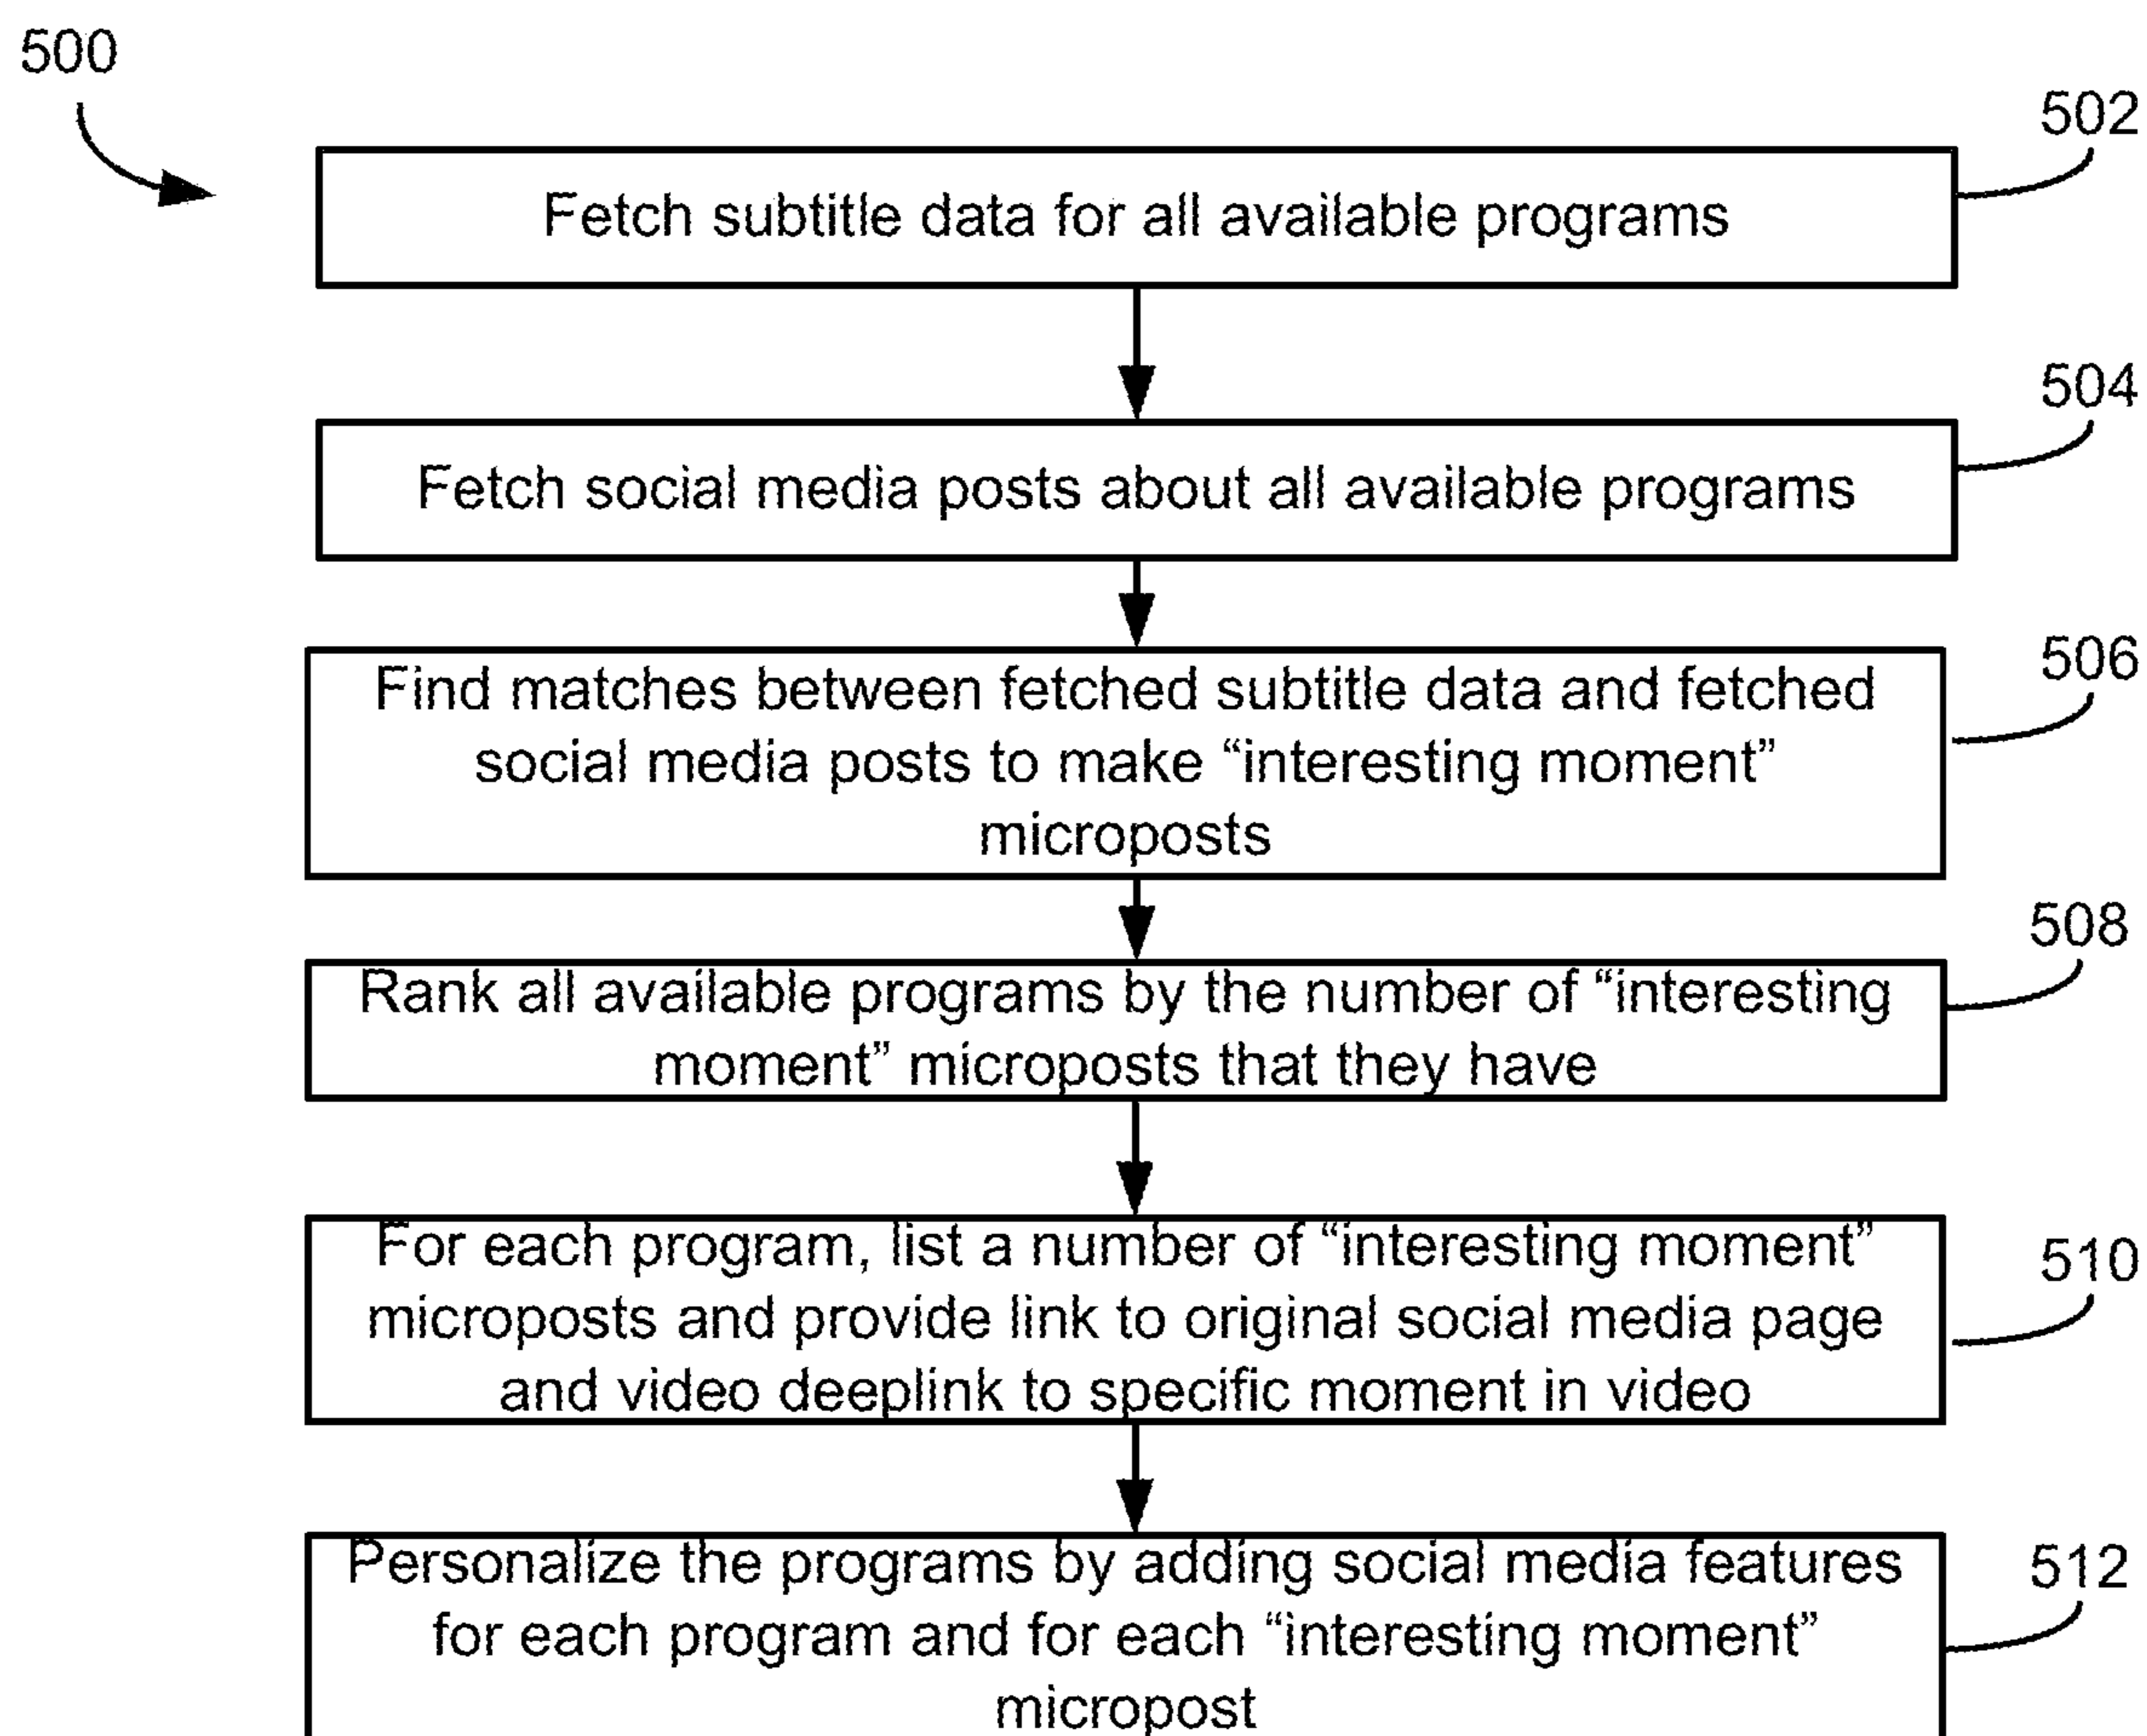 500
502
Fetch subtitle data for all available programs
504
Fetch social media posts about all available programs
506
Find matches between fetched subtitle data and fetched
social media posts to make “interesting moment”
microposts
508
Rank all available programs by the number of “interesting
moment” microposts that they have
510
For each program, list a number of “interesting moment”
microposts and provide link to original social media page
and video deeplink to specific moment in video
512
Personalize the programs by adding social media features
for each program and for each “interesting moment”
micropost